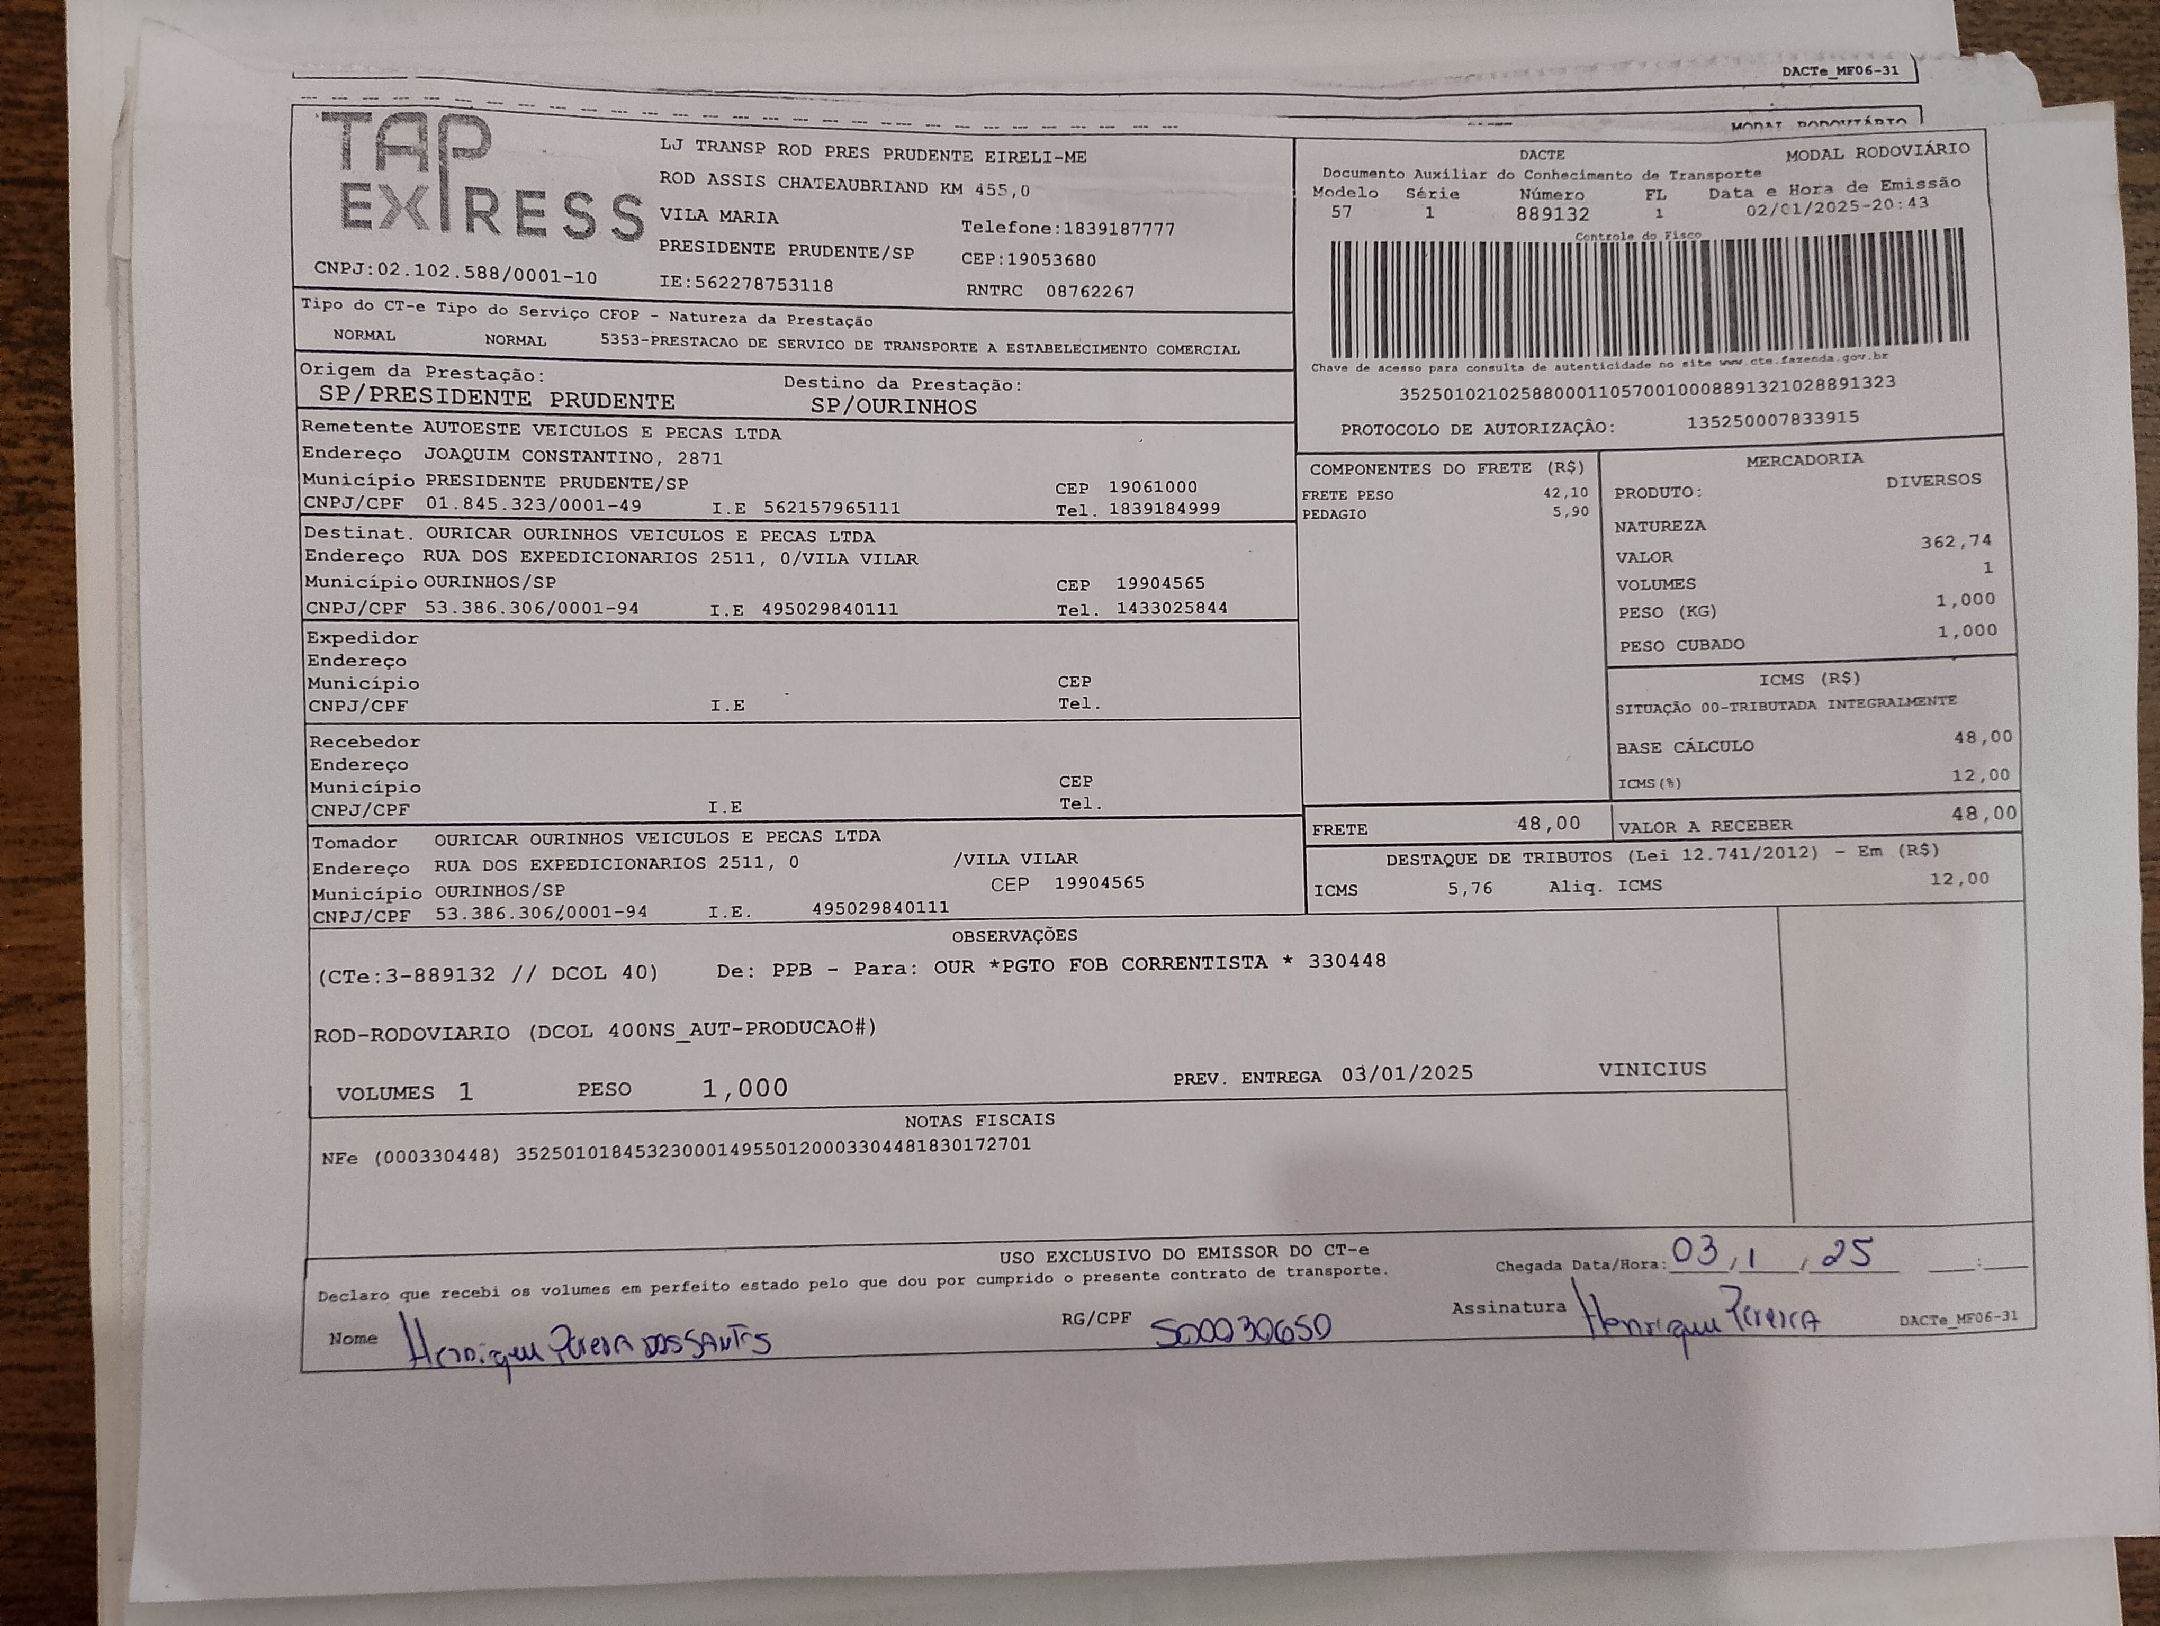 DACTe_MF06-31
MODAL RODOVIÁRIO
TAP
EXPRESS
LJ TRANSP ROD PRES PRUDENTE EIRELI-ME
ROD ASSIS CHATEAUBRIAND KM 455,0
VILA MARIA Telefone:1839187777
PRESIDENTE PRUDENTE/SP CEP:19053680
CNPJ:02.102.588/0001-10 IE:562278753118 RNTRC 08762267
DACTE MODAL RODOVIÁRIO
Documento Auxiliar do Conhecimento de Transporte
Modelo Série Número FL Data e Hora de Emissão
57 1 889132 1 02/01/2025-20:43
Controle do Fisco
Chave de acesso para consulta de autenticidade no site www.cte.fazenda.gov.br
35250102102588000110570010008891321028891323
PROTOCOLO DE AUTORIZAÇÃO: 135250007833915
Tipo do CT-e Tipo do Serviço CFOP - Natureza da Prestação
NORMAL NORMAL 5353-PRESTACAO DE SERVICO DE TRANSPORTE A ESTABELECIMENTO COMERCIAL
Origem da Prestação: Destino da Prestação:
SP/PRESIDENTE PRUDENTE SP/OURINHOS
Remetente AUTOESTE VEICULOS E PECAS LTDA
Endereço JOAQUIM CONSTANTINO, 2871
Município PRESIDENTE PRUDENTE/SP CEP 19061000
CNPJ/CPF 01.845.323/0001-49 I.E 562157965111 Tel. 1839184999
Destinat. OURICAR OURINHOS VEICULOS E PECAS LTDA
Endereço RUA DOS EXPEDICIONARIOS 2511, 0/VILA VILAR
Município OURINHOS/SP CEP 19904565
CNPJ/CPF 53.386.306/0001-94 I.E 495029840111 Tel. 1433025844
Expedidor
Endereço
Município CEP
CNPJ/CPF I.E Tel.
Recebedor
Endereço
Município CEP
CNPJ/CPF I.E Tel.
Tomador OURICAR OURINHOS VEICULOS E PECAS LTDA
Endereço RUA DOS EXPEDICIONARIOS 2511, 0 /VILA VILAR
Município OURINHOS/SP CEP 19904565
CNPJ/CPF 53.386.306/0001-94 I.E. 495029840111
COMPONENTES DO FRETE (R$)
FRETE PESO 42,10
PEDAGIO 5,90
MERCADORIA
PRODUTO: DIVERSOS
NATUREZA
VALOR 362,74
VOLUMES 1
PESO (KG) 1,000
PESO CUBADO 1,000
ICMS (R$)
SITUAÇÃO 00-TRIBUTADA INTEGRALMENTE
BASE CÁLCULO 48,00
ICMS(%) 12,00
FRETE 48,00 VALOR A RECEBER 48,00
DESTAQUE DE TRIBUTOS (Lei 12.741/2012) - Em (R$)
ICMS 5,76 Aliq. ICMS 12,00
OBSERVAÇÕES
(CTe:3-889132 // DCOL 40) De: PPB - Para: OUR *PGTO FOB CORRENTISTA * 330448
ROD-RODOVIARIO (DCOL 400NS_AUT-PRODUCAO#)
VOLUMES 1 PESO 1,000 PREV. ENTREGA 03/01/2025 VINICIUS
NOTAS FISCAIS
NFe (000330448) 35250101845323000149550120003304481830172701
USO EXCLUSIVO DO EMISSOR DO CT-e
Declaro que recebi os volumes em perfeito estado pelo que dou por cumprido o presente contrato de transporte.
Chegada Data/Hora: 03/1/25 __:__
Nome Henrique Pereira dos Santos RG/CPF 500030650 Assinatura Henrique Pereira DACTe_MF06-31